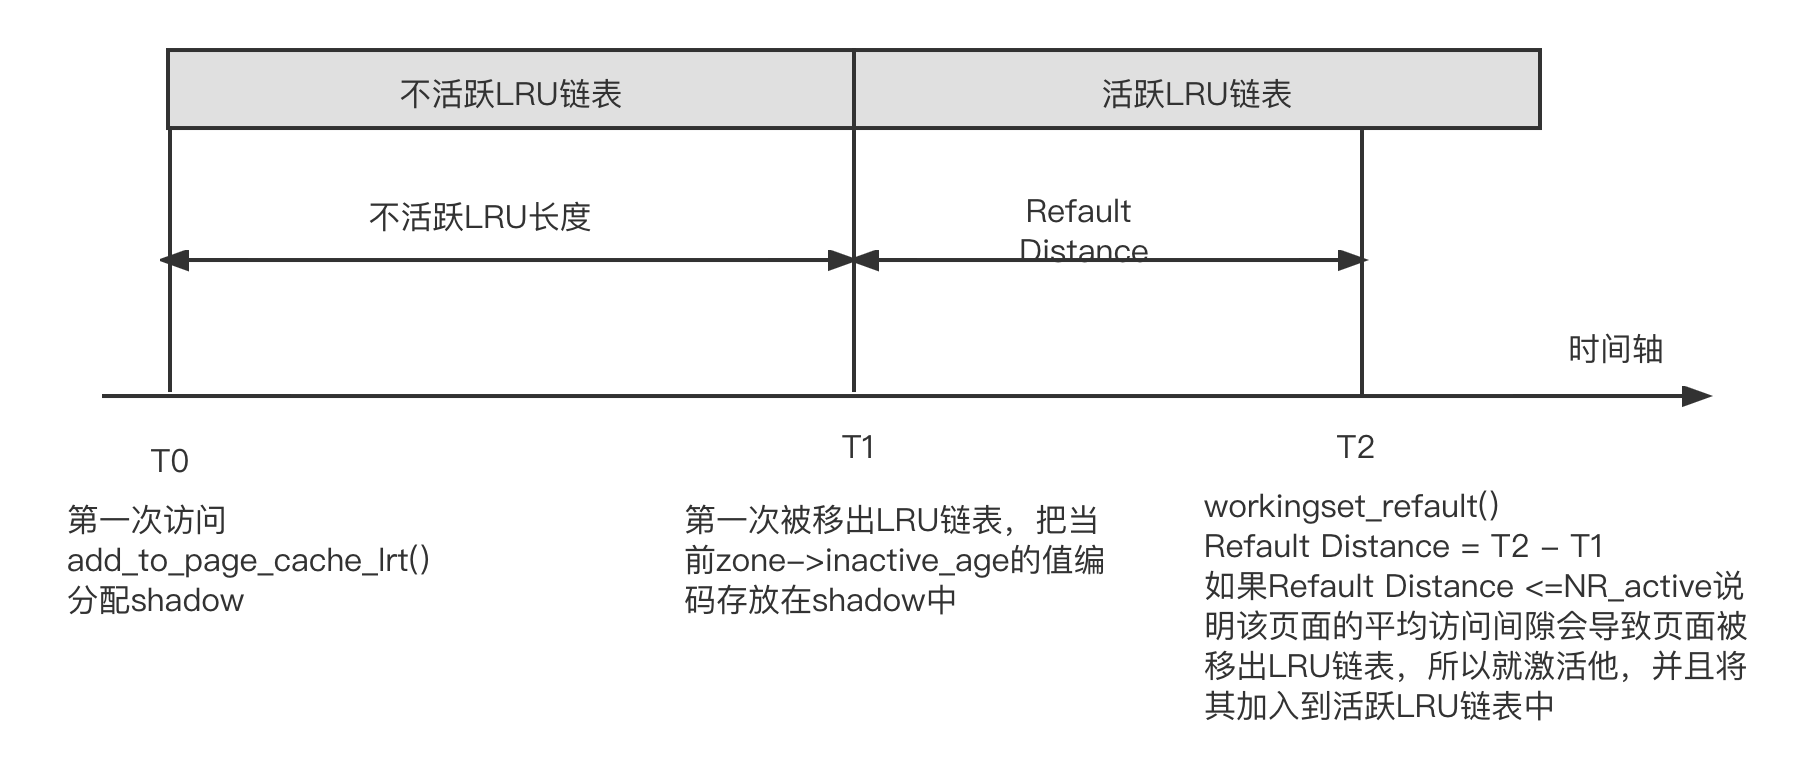 不活跃LRU链表
活跃LRU链表
不活跃LRU长度
Refault
Distance
时间轴
T0
T1
T2
第一次访问
add_to_page_cache_lrt()
分配shadow
第一次被移出LRU链表，把当
前zone->inactive_age的值编
码存放在shadow中
workingset_refault()
Refault Distance = T2 - T1
如果Refault Distance <=NR_active说
明该页面的平均访问间隙会导致页面被
移出LRU链表，所以就激活他，并且将
其加入到活跃LRU链表中